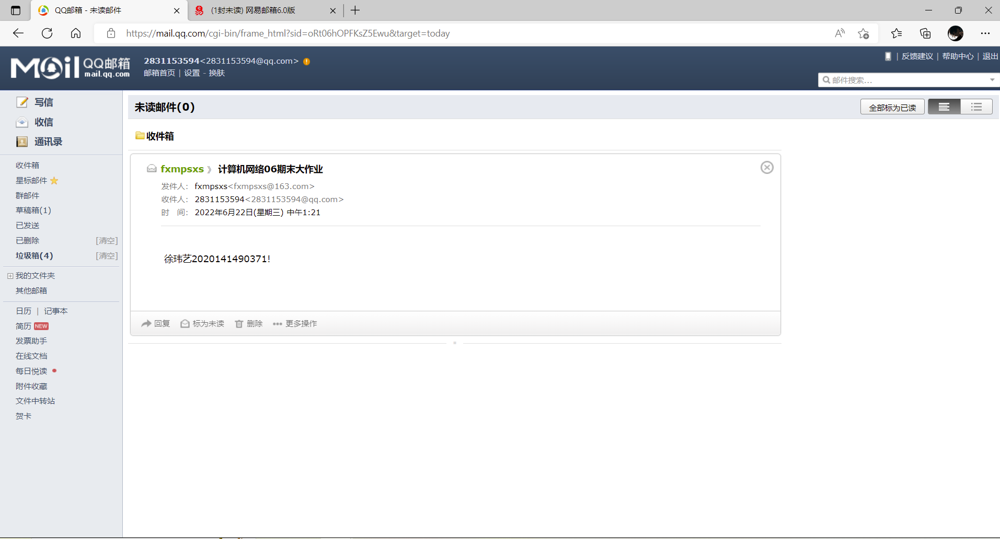 QQ邮箱 - 未读邮件
(1封未读) 网易邮箱6.0版
https://mail.qq.com/cgi-bin/frame_html?sid=oRt06hOPFKsZ5Ewu&target=today
Mail QQ邮箱 mail.qq.com
2831153594<2831153594@qq.com>
邮箱首页 | 设置 - 换肤
| 反馈建议 | 帮助中心 | 退出
邮件搜索...
写信
收信
通讯录
收件箱
星标邮件
群邮件
草稿箱(1)
已发送
已删除 [清空]
垃圾箱(4) [清空]
我的文件夹
其他邮箱
日历 | 记事本
简历 NEW
发票助手
在线文档
每日悦读
附件收藏
文件中转站
贺卡
未读邮件(0)
全部标为已读
收件箱
fxmpsxs 》 计算机网络06期末大作业
发件人： fxmpsxs<fxmpsxs@163.com>
收件人： 2831153594<2831153594@qq.com>
时 间： 2022年6月22日(星期三) 中午1:21
徐玮艺2020141490371!
回复 标为未读 删除 更多操作